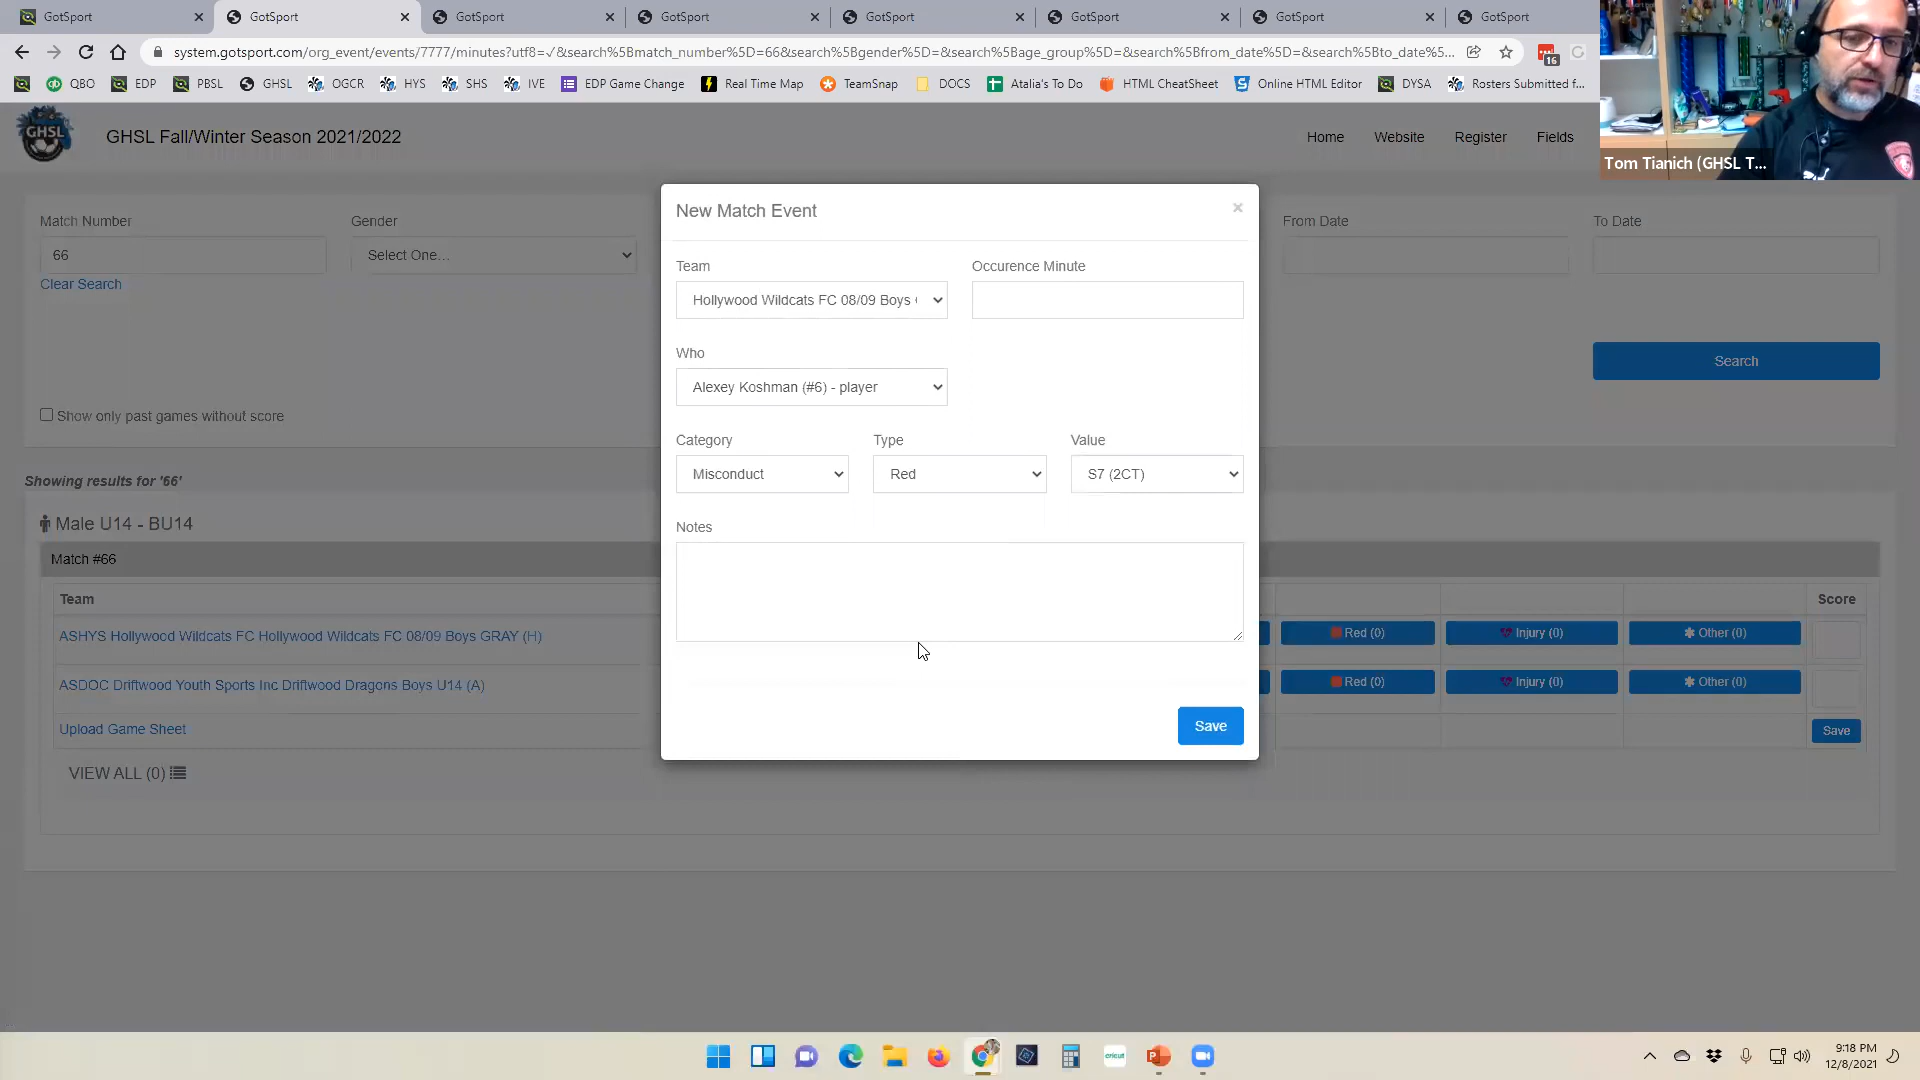 GotSport
GotSport
GotSport
GotSport
GotSport
GotSport
GotSport
GotSport
system.gotsport.com/org_event/events/7777/minutes?utf8=✓&search%5Bmatch_number%5D=66&search%5Bgender%5D=&search%5Bage_group%5D=&search%5Bfrom_date%5D=&search%5Bto_date%5...
16
QBO
EDP
PBSL
GHSL
OGCR
HYS
SHS
IVE
EDP Game Change
Real Time Map
TeamSnap
DOCS
Atalia's To Do
HTML CheatSheet
Online HTML Editor
DYSA
Rosters Submitted f...
GHSL
GHSL Fall/Winter Season 2021/2022
Home
Website
Register
Fields
Tom Tianich (GHSL T...
Match Number
Gender
From Date
To Date
66
Select One...
Clear Search
Search
Show only past games without score
New Match Event
×
Team
Occurence Minute
Hollywood Wildcats FC 08/09 Boys
Who
Alexey Koshman (#6) - player
Category
Type
Value
Misconduct
Red
S7 (2CT)
Notes
Save
Showing results for '66'
Male U14 - BU14
Match #66
Team
Score
ASHYS Hollywood Wildcats FC Hollywood Wildcats FC 08/09 Boys GRAY (H)
Red (0)
Injury (0)
Other (0)
ASDOC Driftwood Youth Sports Inc Driftwood Dragons Boys U14 (A)
Red (0)
Injury (0)
Other (0)
Upload Game Sheet
Save
VIEW ALL (0)
cricut
9:18 PM
12/8/2021